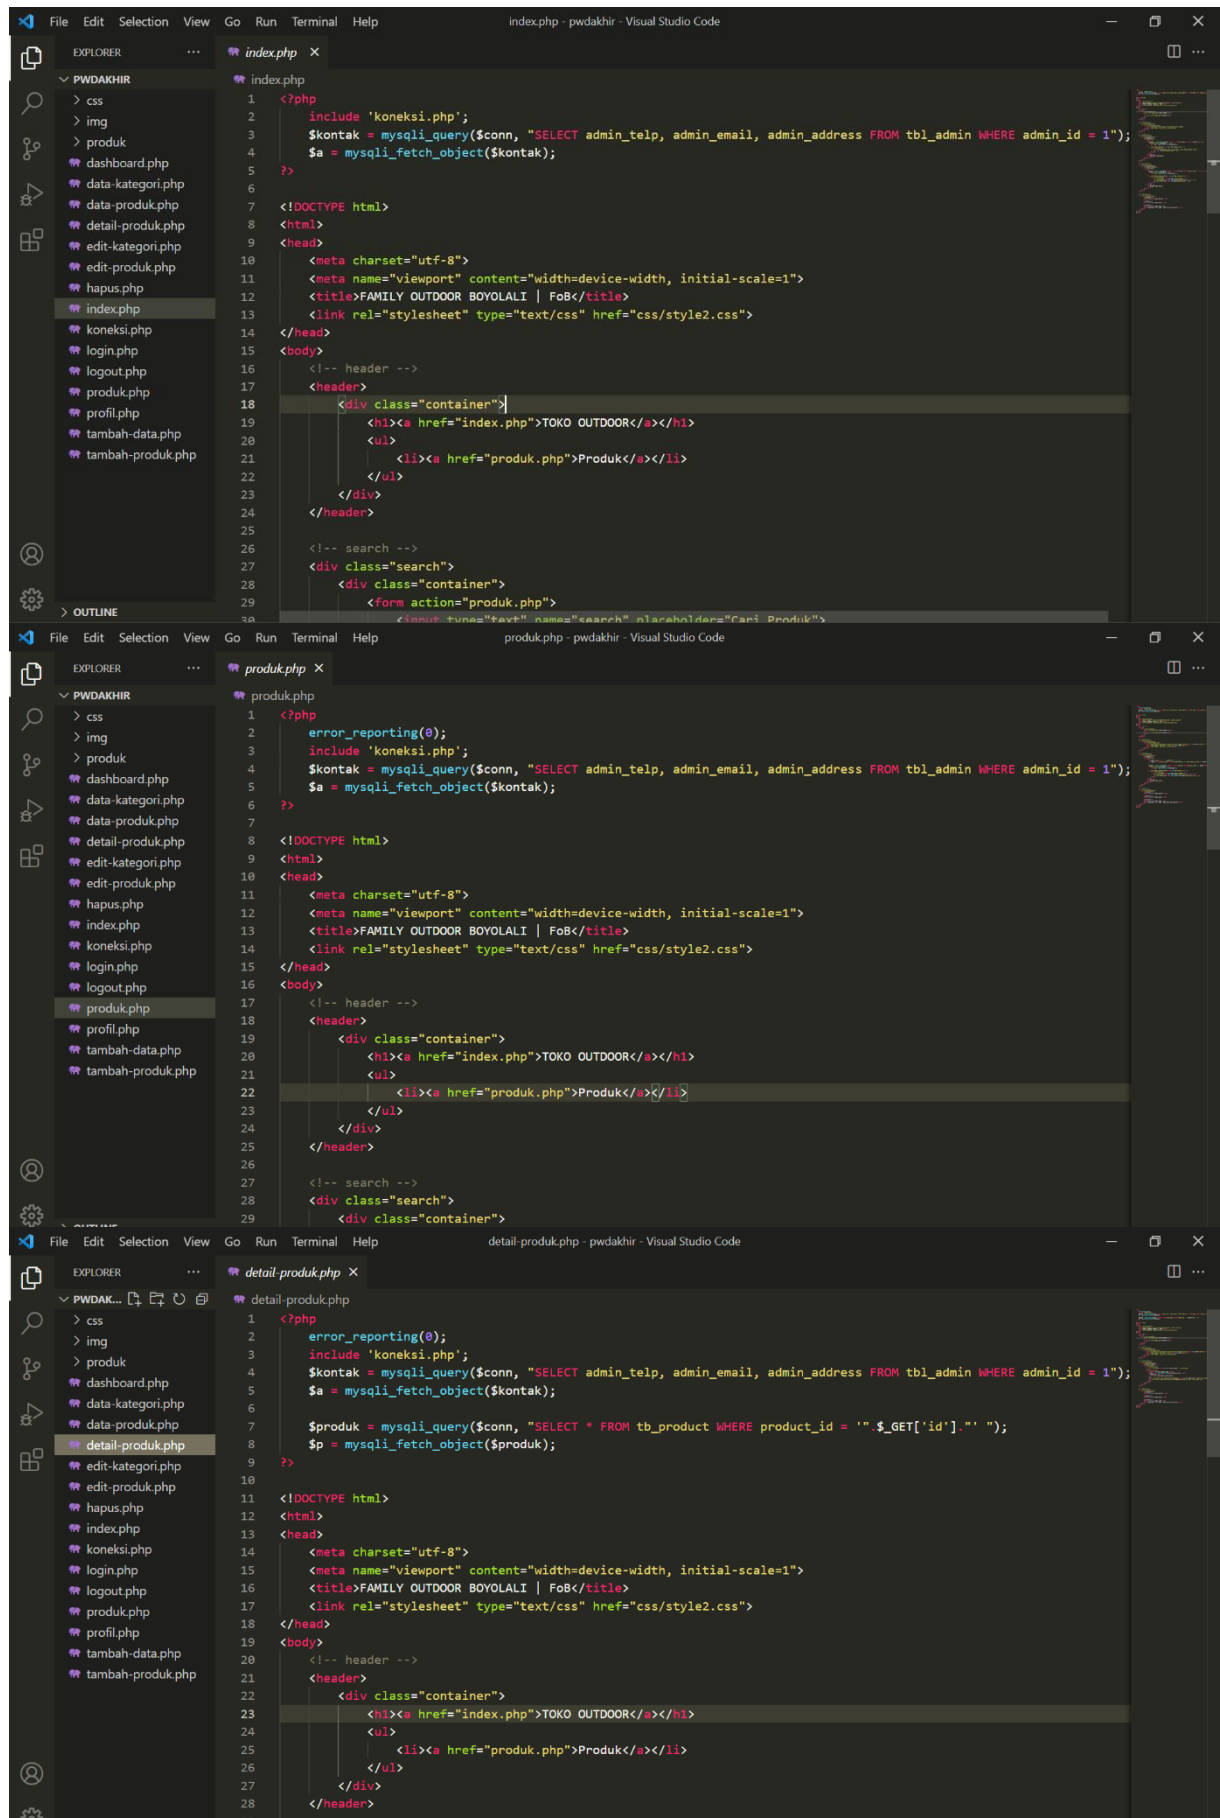 File Edit Selection View Go Run Terminal Help index.php - pwdakhir - Visual Studio Code
EXPLORER ··· index.php
PWDAKHIR index.php
css
img
produk
dashboard.php
data-kategori.php
data-produk.php
detail-produk.php
edit-kategori.php
edit-produk.php
hapus.php
index.php
koneksi.php
login.php
logout.php
produk.php
profil.php
tambah-data.php
tambah-produk.php
OUTLINE
1 <?php
2 include 'koneksi.php';
3 $kontak = mysqli_query($conn, "SELECT admin_telp, admin_email, admin_address FROM tbl_admin WHERE admin_id = 1");
4 $a = mysqli_fetch_object($kontak);
5 ?>
6
7 <!DOCTYPE html>
8 <html>
9 <head>
10 <meta charset="utf-8">
11 <meta name="viewport" content="width=device-width, initial-scale=1">
12 <title>FAMILY OUTDOOR BOYOLALI | FoB</title>
13 <link rel="stylesheet" type="text/css" href="css/style2.css">
14 </head>
15 <body>
16 <!-- header -->
17 <header>
18 <div class="container">
19 <h1><a href="index.php">TOKO OUTDOOR</a></h1>
20 <ul>
21 <li><a href="produk.php">Produk</a></li>
22 </ul>
23 </div>
24 </header>
25
26 <!-- search -->
27 <div class="search">
28 <div class="container">
29 <form action="produk.php">
30 <input type="text" name="search" placeholder="Cari Produk">
File Edit Selection View Go Run Terminal Help produk.php - pwdakhir - Visual Studio Code
EXPLORER ··· produk.php
PWDAKHIR produk.php
css
img
produk
dashboard.php
data-kategori.php
data-produk.php
detail-produk.php
edit-kategori.php
edit-produk.php
hapus.php
index.php
koneksi.php
login.php
logout.php
produk.php
profil.php
tambah-data.php
tambah-produk.php
OUTLINE
1 <?php
2 error_reporting(0);
3 include 'koneksi.php';
4 $kontak = mysqli_query($conn, "SELECT admin_telp, admin_email, admin_address FROM tbl_admin WHERE admin_id = 1");
5 $a = mysqli_fetch_object($kontak);
6 ?>
7
8 <!DOCTYPE html>
9 <html>
10 <head>
11 <meta charset="utf-8">
12 <meta name="viewport" content="width=device-width, initial-scale=1">
13 <title>FAMILY OUTDOOR BOYOLALI | FoB</title>
14 <link rel="stylesheet" type="text/css" href="css/style2.css">
15 </head>
16 <body>
17 <!-- header -->
18 <header>
19 <div class="container">
20 <h1><a href="index.php">TOKO OUTDOOR</a></h1>
21 <ul>
22 <li><a href="produk.php">Produk</a></li>
23 </ul>
24 </div>
25 </header>
26
27 <!-- search -->
28 <div class="search">
29 <div class="container">
File Edit Selection View Go Run Terminal Help detail-produk.php - pwdakhir - Visual Studio Code
EXPLORER ··· detail-produk.php
PWDAK... detail-produk.php
css
img
produk
dashboard.php
data-kategori.php
data-produk.php
detail-produk.php
edit-kategori.php
edit-produk.php
hapus.php
index.php
koneksi.php
login.php
logout.php
produk.php
profil.php
tambah-data.php
tambah-produk.php
1 <?php
2 error_reporting(0);
3 include 'koneksi.php';
4 $kontak = mysqli_query($conn, "SELECT admin_telp, admin_email, admin_address FROM tbl_admin WHERE admin_id = 1");
5 $a = mysqli_fetch_object($kontak);
6
7 $produk = mysqli_query($conn, "SELECT * FROM tb_product WHERE product_id = '".$_GET['id']."' ");
8 $p = mysqli_fetch_object($produk);
9 ?>
10
11 <!DOCTYPE html>
12 <html>
13 <head>
14 <meta charset="utf-8">
15 <meta name="viewport" content="width=device-width, initial-scale=1">
16 <title>FAMILY OUTDOOR BOYOLALI | FoB</title>
17 <link rel="stylesheet" type="text/css" href="css/style2.css">
18 </head>
19 <body>
20 <!-- header -->
21 <header>
22 <div class="container">
23 <h1><a href="index.php">TOKO OUTDOOR</a></h1>
24 <ul>
25 <li><a href="produk.php">Produk</a></li>
26 </ul>
27 </div>
28 </header>